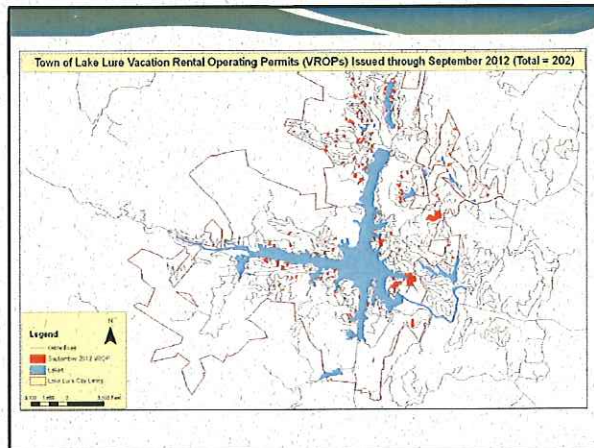 Town of Lake Lure Vacation Rental Operating Permits (VROPs) Issued through September 2012 (Total = 202)
N
Legend
September 2012 VROP
Lakes
Lake Lure City Limits